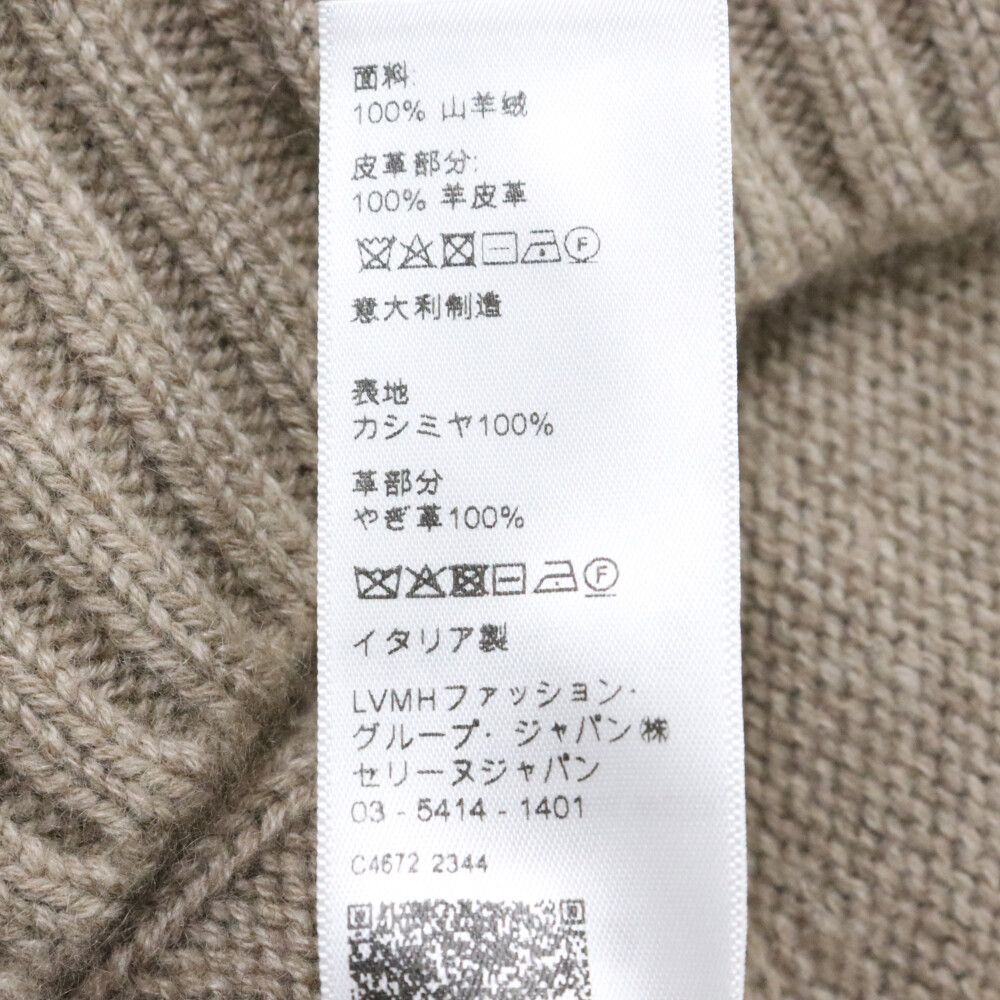 面料:
100% 山羊绒
皮革部分:
100% 羊皮革
F
意大利制造
表地
カシミヤ100%
革部分
やぎ革100%
F
イタリア製
LVMHファッション・
グループ・ジャパン㈱
セリーヌジャパン
03 - 5414 - 1401
C4672 2344